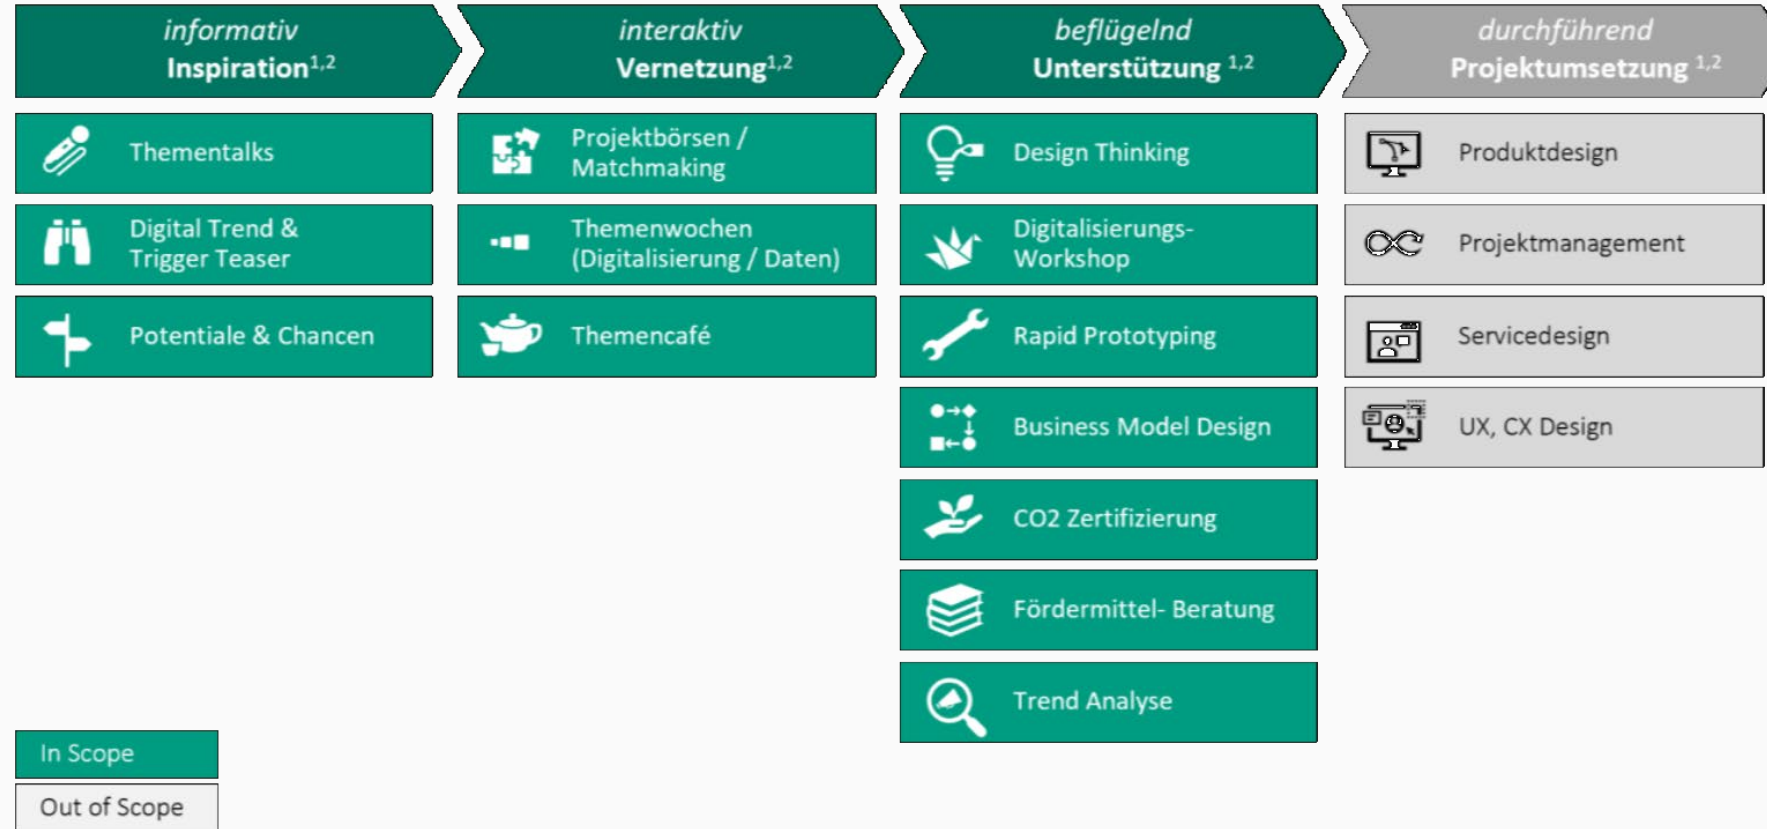 informativ
Inspiration1,2
Thementalks
Digital Trend &
Trigger Teaser
Potentiale & Chancen
interaktiv
Vernetzung1,2
Projektbörsen /
Matchmaking
Themenwochen
(Digitalisierung / Daten)
Themencafé
beflügelnd
Unterstützung 1,2
Design Thinking
Digitalisierungs-
Workshop
Rapid Prototyping
Business Model Design
CO2 Zertifizierung
Fördermittel- Beratung
Trend Analyse
durchführend
Projektumsetzung 1,2
Produktdesign
Projektmanagement
Servicedesign
UX, CX Design
In Scope
Out of Scope